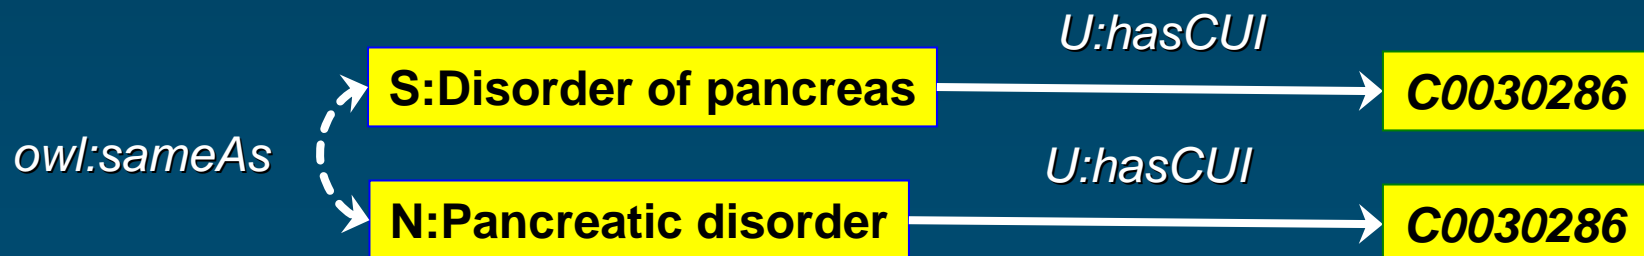 U:hasCUI
S:Disorder of pancreas
C0030286
owl:sameAs
U:hasCUI
N:Pancreatic disorder
C0030286